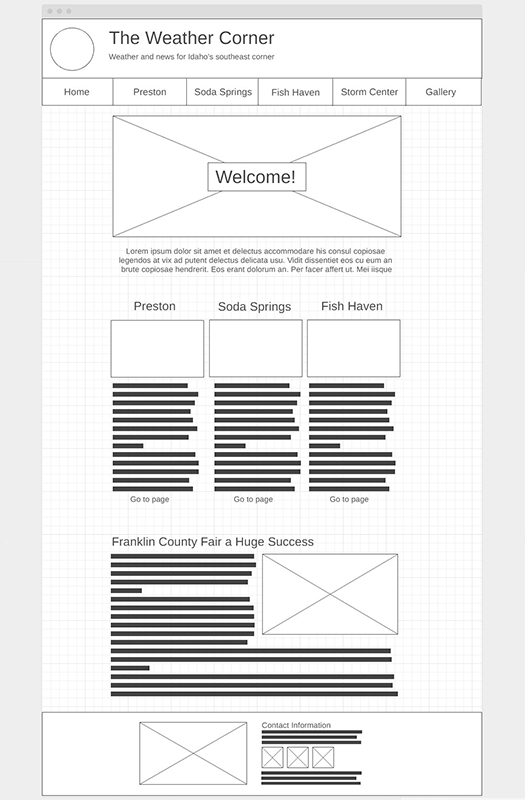 The Weather Corner
Weather and news for Idaho's southeast corner
Home
Preston
Soda Springs
Fish Haven
Storm Center
Gallery
Welcome!
Lorem ipsum dolor sit amet et delectus accommodare his consul copiosae
legendos at vix ad putent delectus delicata usu. Vidit dissentiet eos cu eum an
brute copiosae hendrerit. Eos erant dolorum an. Per facer affert ut. Mei iisque
Preston
Soda Springs
Fish Haven
Go to page
Go to page
Go to page
Franklin County Fair a Huge Success
Contact Information